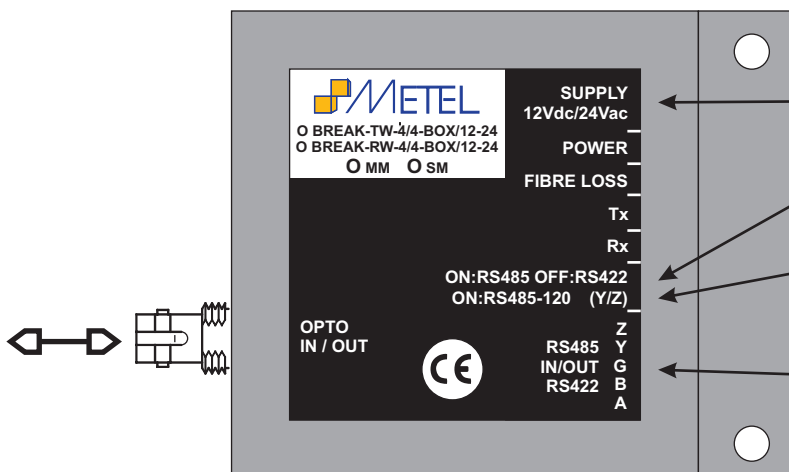 METEL
O BREAK-TW-4/4-BOX/12-24
O BREAK-RW-4/4-BOX/12-24
O MM O SM
SUPPLY
12Vdc/24Vac
POWER
FIBRE LOSS
Tx
Rx
ON:RS485 OFF:RS422
ON:RS485-120 (Y/Z)
OPTO
IN / OUT
CE
Z
RS485 Y
IN/OUT G
RS422 B
A